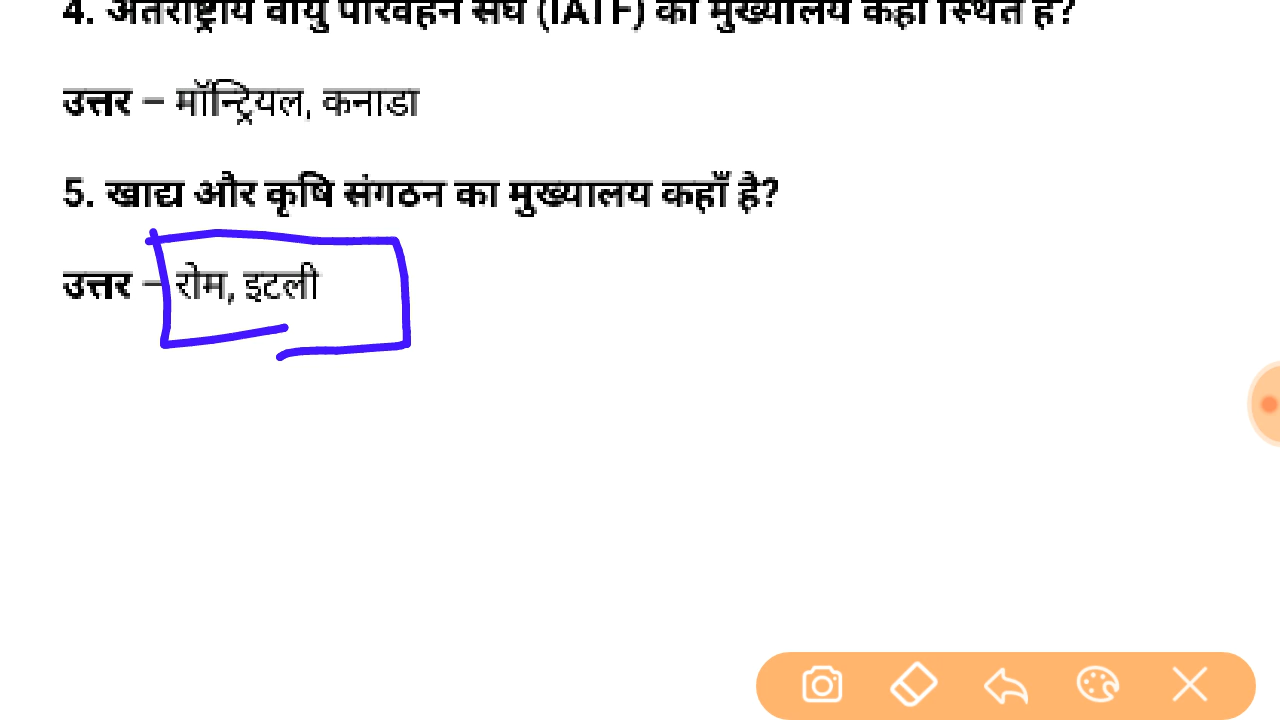 4. अंतर्राष्ट्रीय वायु परिवहन संघ (IATF) का मुख्यालय कहाँ स्थित है?
उत्तर – मॉन्ट्रियल, कनाडा
5. खाद्य और कृषि संगठन का मुख्यालय कहाँ है?
उत्तर – रोम, इटली